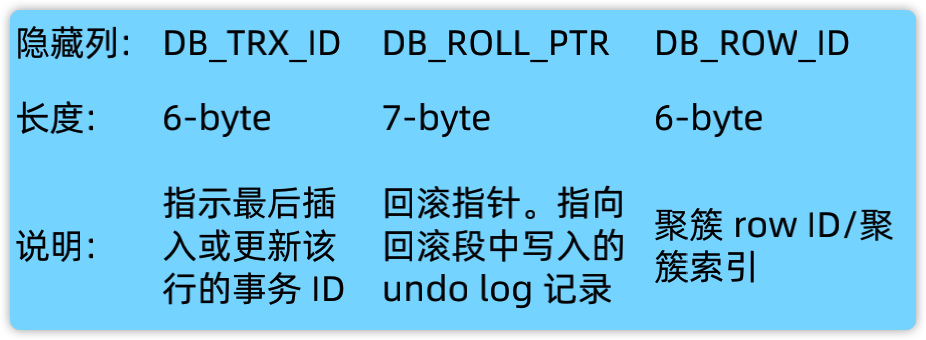 隐藏列： DB_TRX_ID DB_ROLL_PTR DB_ROW_ID
长度： 6-byte 7-byte 6-byte
说明：
指示最后插
入或更新该
行的事务 ID
回滚指针。指向
回滚段中写入的
undo log 记录
聚簇 row ID/聚
簇索引